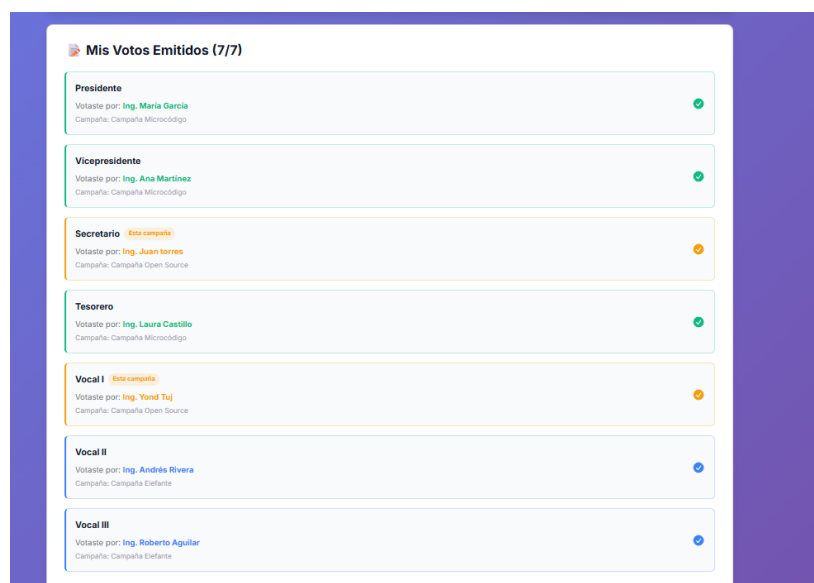 Mis Votos Emitidos (7/7)
Presidente
Votaste por: Ing. María García
Campaña: Campaña Microcódigo
Vicepresidente
Votaste por: Ing. Ana Martínez
Campaña: Campaña Microcódigo
Secretario Esta campaña
Votaste por: Ing. Juan torres
Campaña: Campaña Open Source
Tesorero
Votaste por: Ing. Laura Castillo
Campaña: Campaña Microcódigo
Vocal I Esta campaña
Votaste por: Ing. Yond Tuj
Campaña: Campaña Open Source
Vocal II
Votaste por: Ing. Andrés Rivera
Campaña: Campaña Elefante
Vocal III
Votaste por: Ing. Roberto Aguilar
Campaña: Campaña Elefante